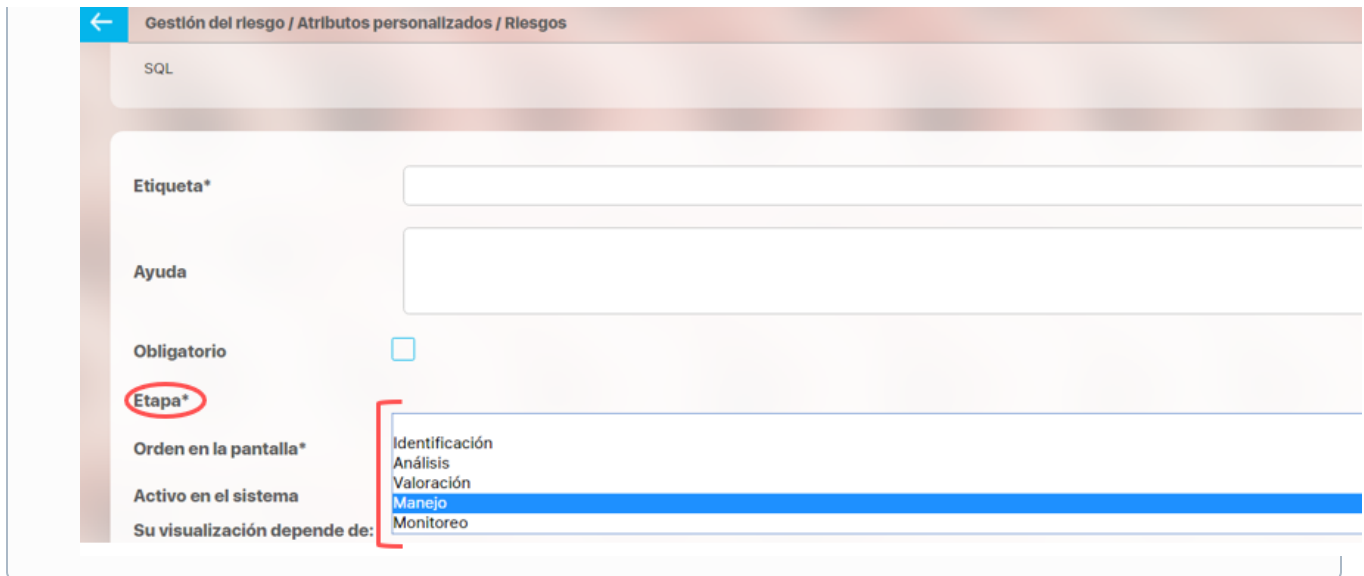 Gestión del riesgo / Atributos personalizados / Riesgos
SQL
Etiqueta*
Ayuda
Obligatorio
Etapa*
Orden en la pantalla*
Activo en el sistema
Su visualización depende de:
Identificación
Análisis
Valoración
Manejo
Monitoreo